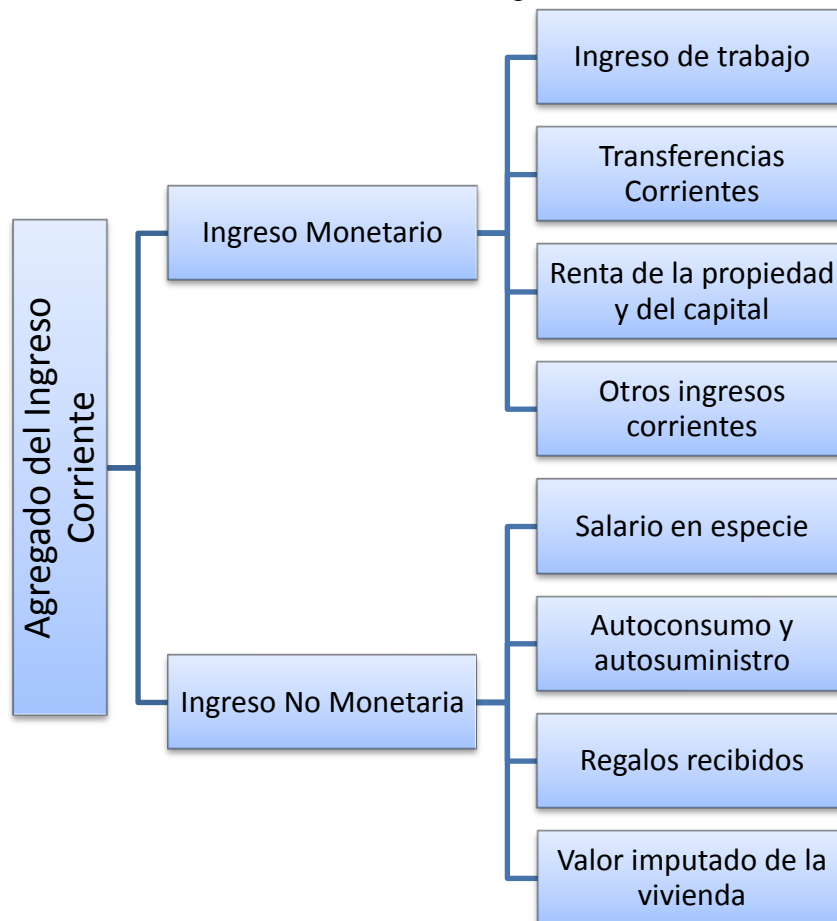 Ingreso de trabajo
Transferencias
Corrientes
Ingreso Monetario
Renta de la propiedad
y del capital
Otros ingresos
corrientes
Agregado del Ingreso
Corriente
Salario en especie
Autoconsumo y
autosuministro
Ingreso No Monetaria
Regalos recibidos
Valor imputado de la
vivienda